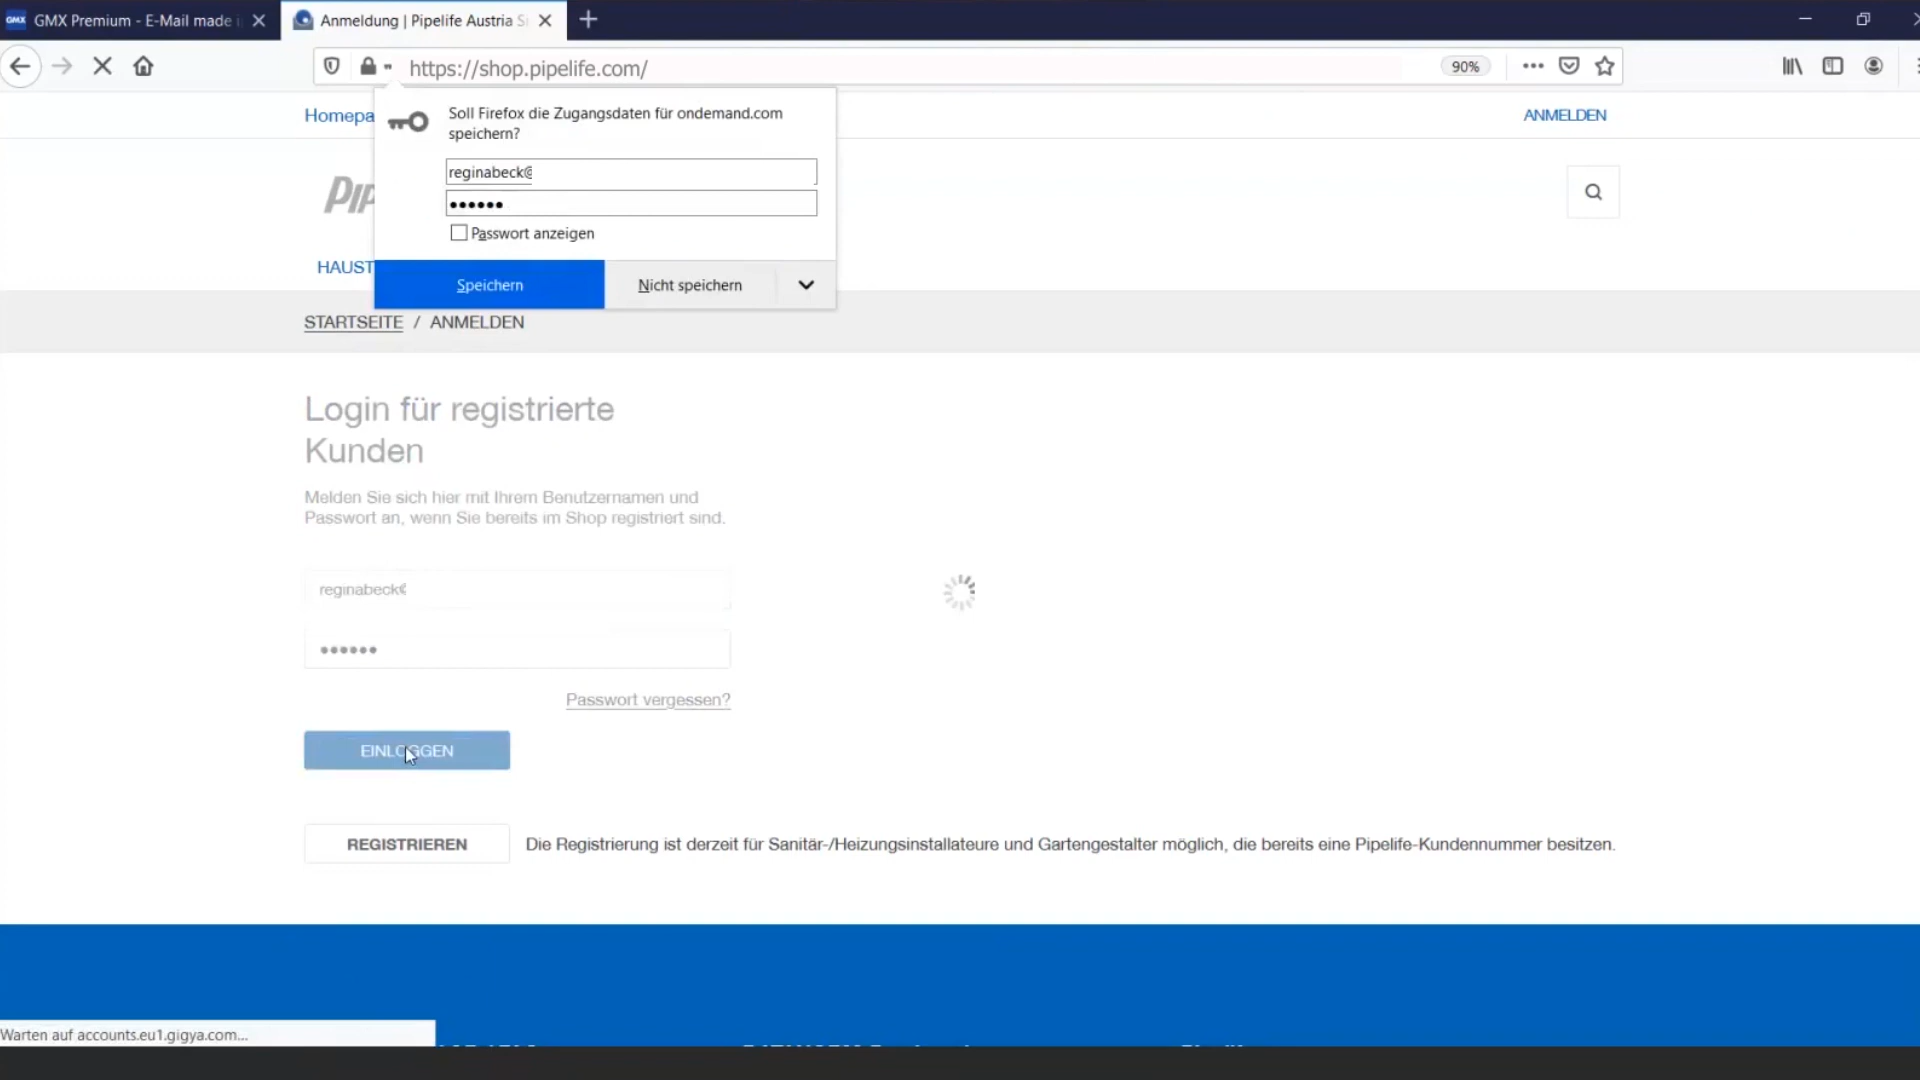 GMX GMX Premium - E-Mail made i
Anmeldung | Pipelife Austria S
https://shop.pipelife.com/
90%
Soll Firefox die Zugangsdaten für ondemand.com
speichern?
reginabeck@
••••••
Passwort anzeigen
Speichern
Nicht speichern
Homepa
ANMELDEN
Pip
HAUST
STARTSEITE / ANMELDEN
Login für registrierte
Kunden
Melden Sie sich hier mit Ihrem Benutzernamen und
Passwort an, wenn Sie bereits im Shop registriert sind.
reginabeck@
••••••
Passwort vergessen?
EINLOGGEN
REGISTRIEREN
Die Registrierung ist derzeit für Sanitär-/Heizungsinstallateure und Gartengestalter möglich, die bereits eine Pipelife-Kundennummer besitzen.
Warten auf accounts.eu1.gigya.com...